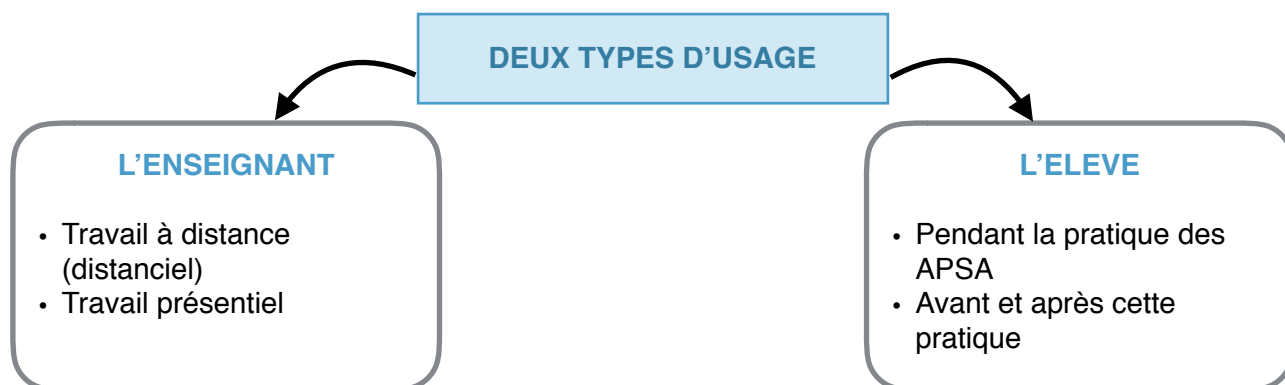 DEUX TYPES D’USAGE
L’ENSEIGNANT
• Travail à distance
(distanciel)
• Travail présentiel
L’ELEVE
• Pendant la pratique des
APSA
• Avant et après cette
pratique